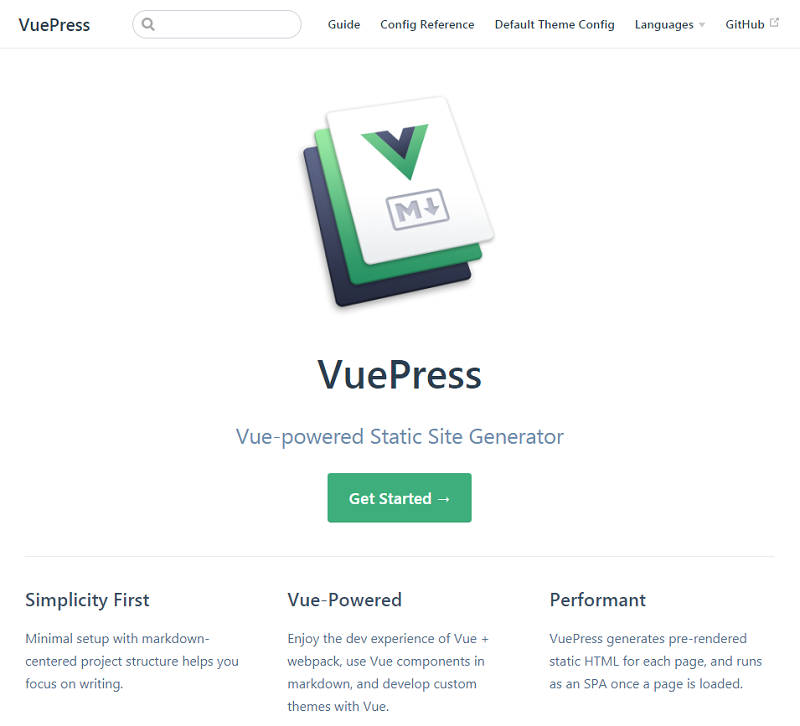 VuePress Guide Config Reference Default Theme Config Languages GitHub
M
VuePress
Vue-powered Static Site Generator
Get Started →
Simplicity First
Minimal setup with markdown-
centered project structure helps you
focus on writing.
Vue-Powered
Enjoy the dev experience of Vue +
webpack, use Vue components in
markdown, and develop custom
themes with Vue.
Performant
VuePress generates pre-rendered
static HTML for each page, and runs
as an SPA once a page is loaded.